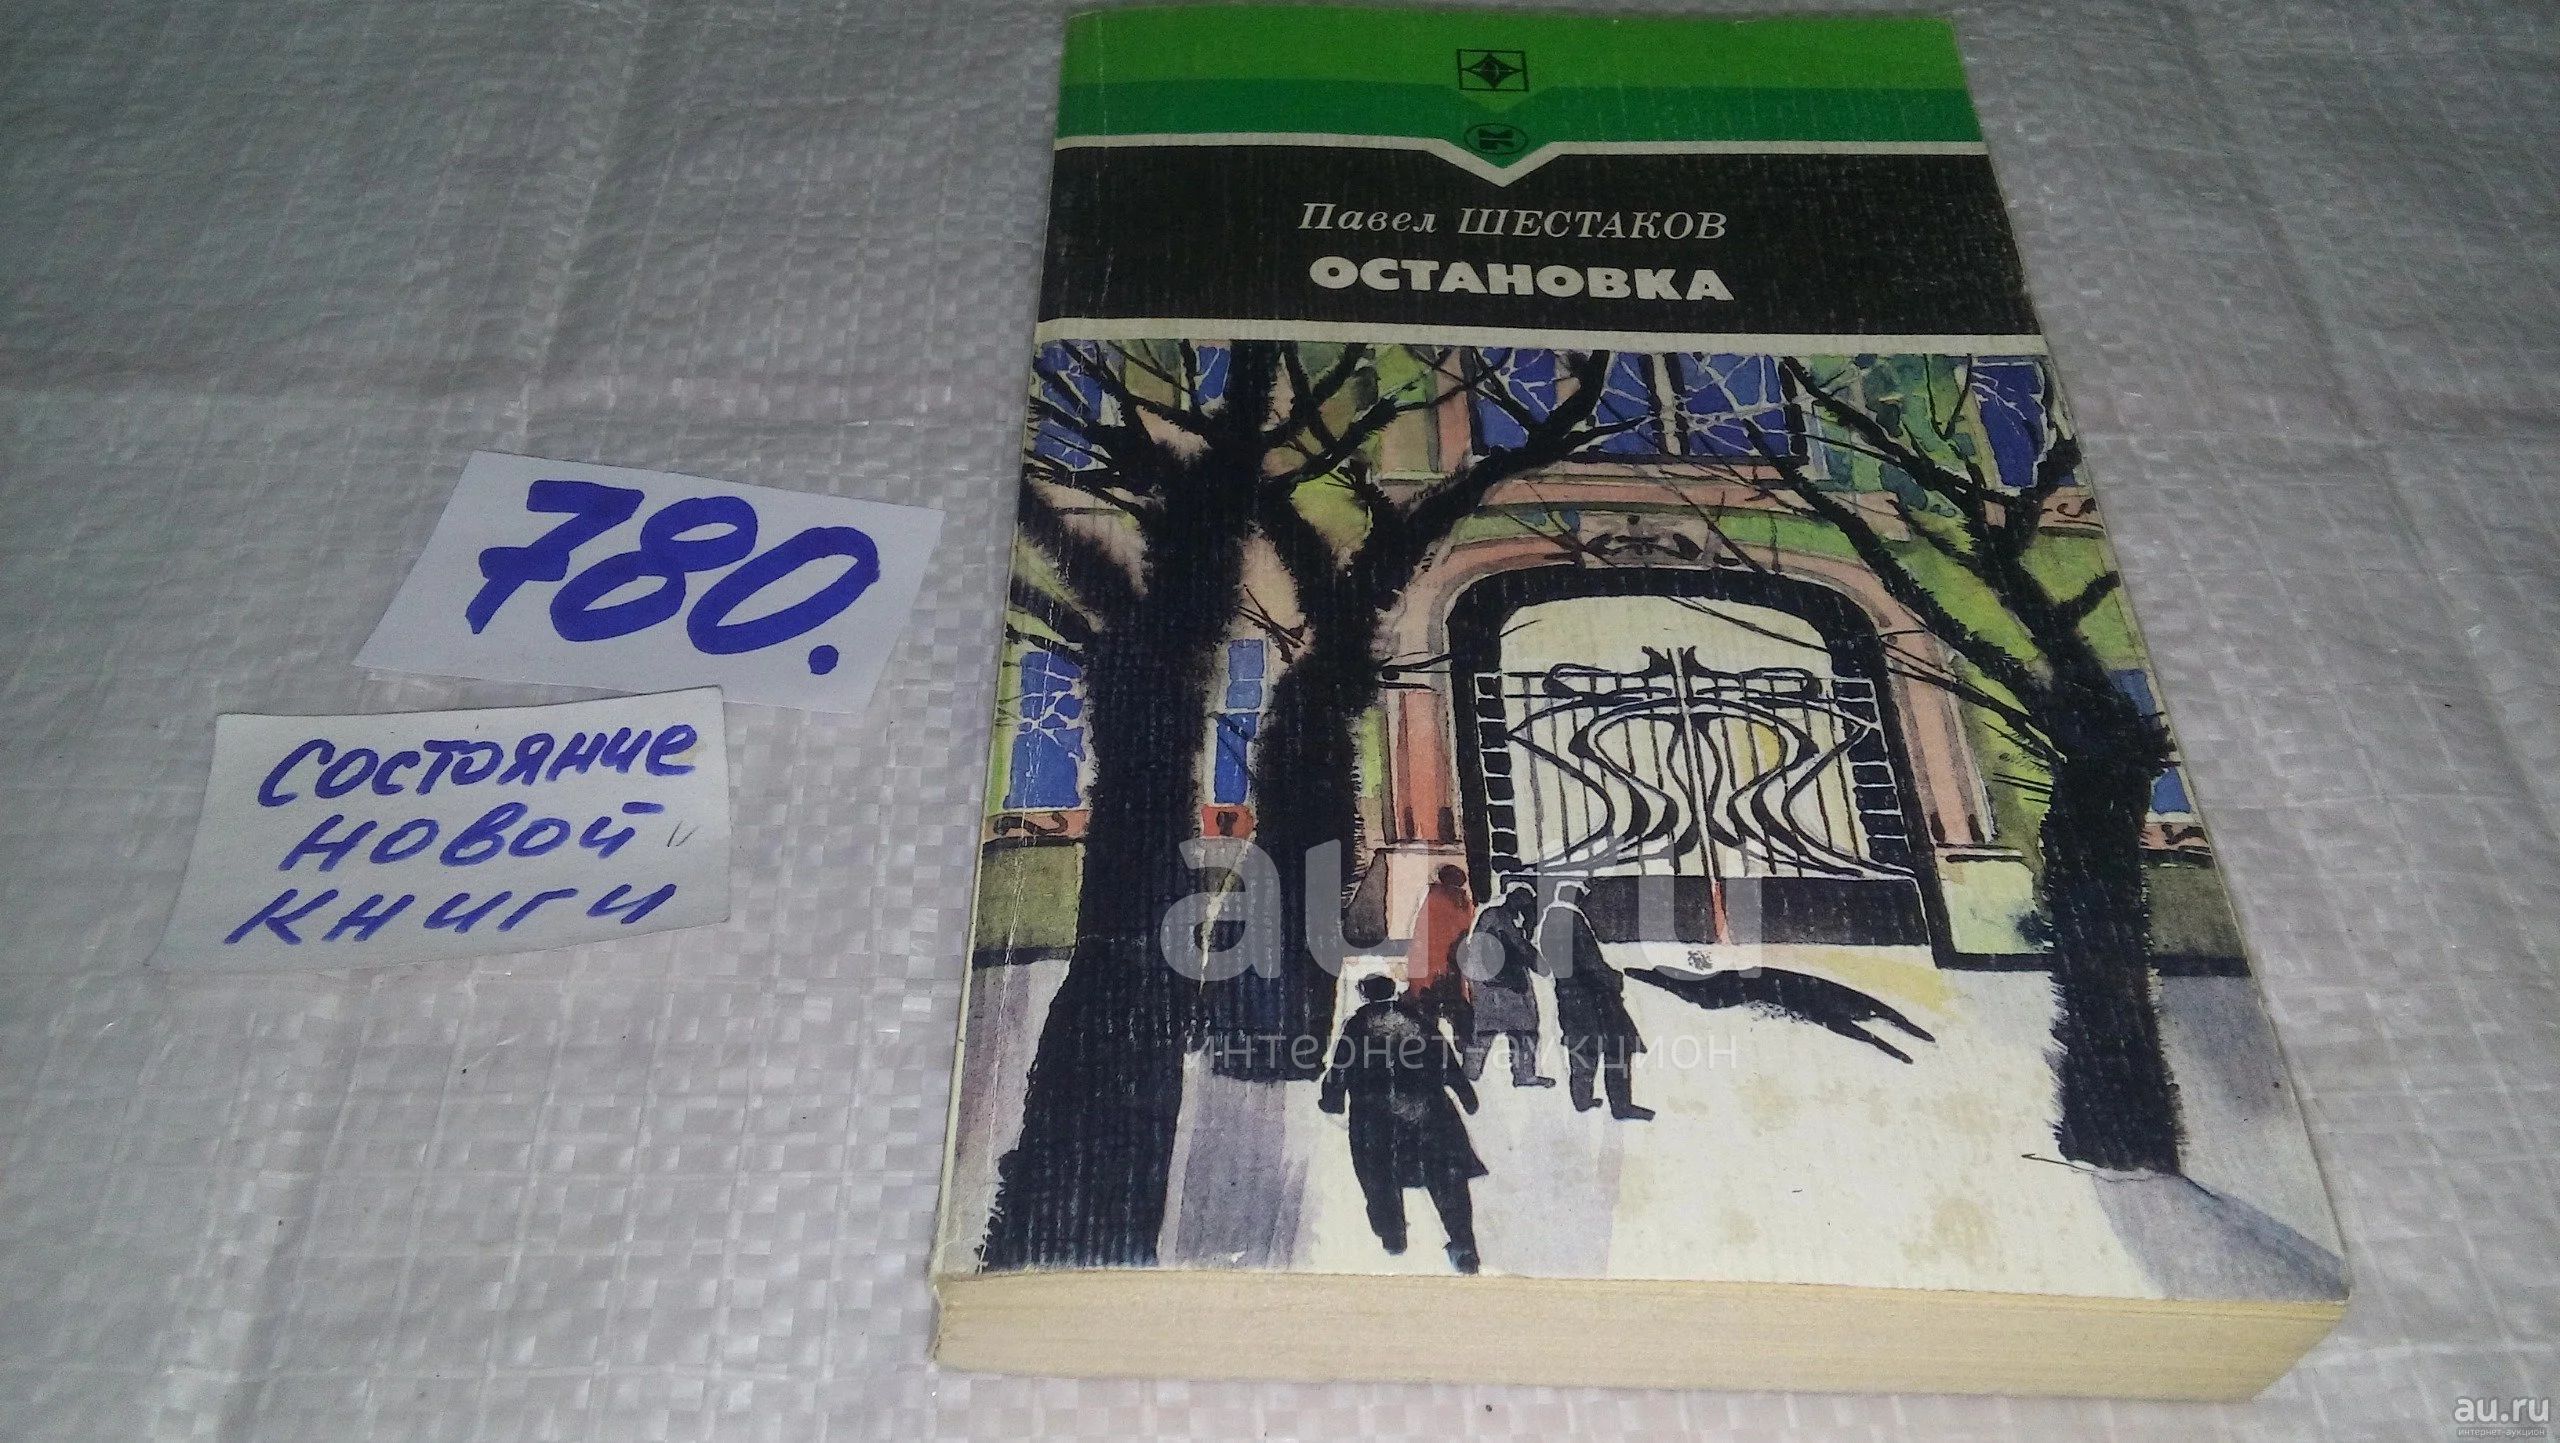 780.
состояние
новой
книги
Павел ШЕСТАКОВ
ОСТАНОВКА
au.ru
интернет-аукцион
au.ru
интернет-аукцион